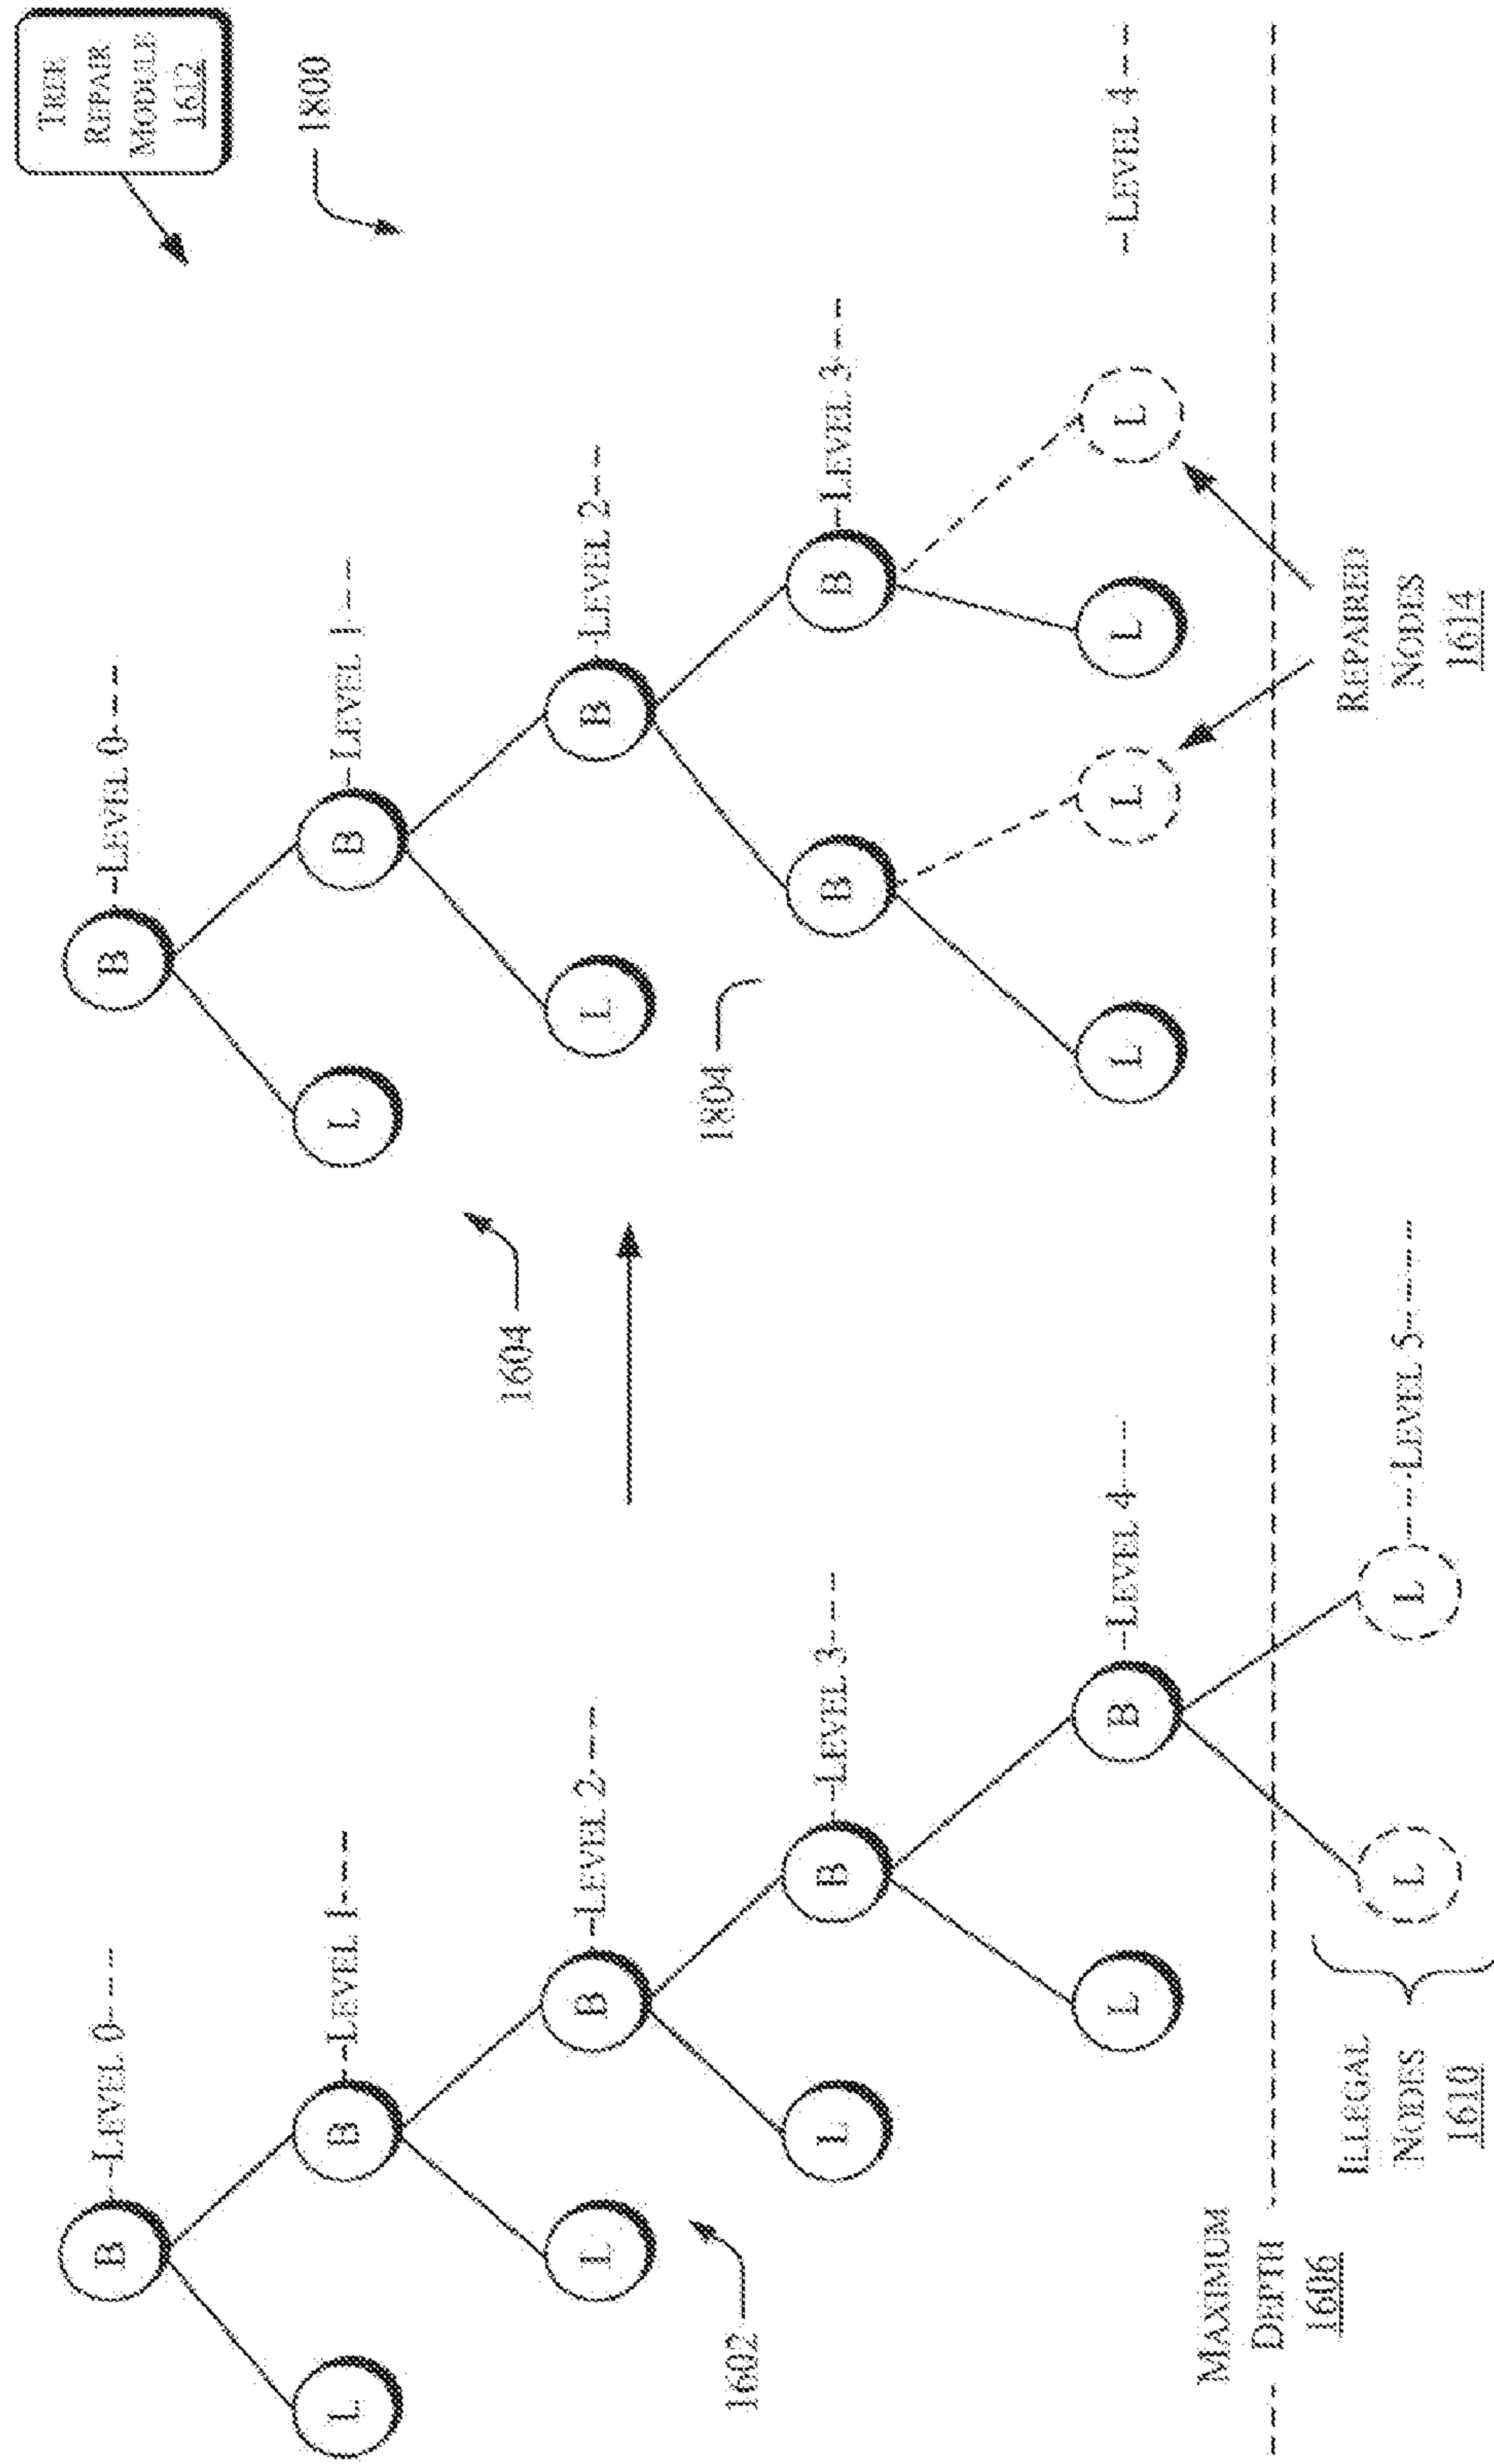 TREE
REPAIR
MODULE
1612
1800
B --LEVEL 0----
B --LEVEL 0----
L
B --LEVEL 1----
L
B --LEVEL 1---
1604
L
B --LEVEL 2----
L
B --LEVEL 2---
1602
1804
L
B ---LEVEL 3----
B
B --LEVEL 3---
L
B --LEVEL 4----
L
L
L
L
--LEVEL 4---
MAXIMUM
DEPTH
1606
ILLEGAL
NODES
1610
L
L -----LEVEL 5------
REPAIRED
NODES
1614